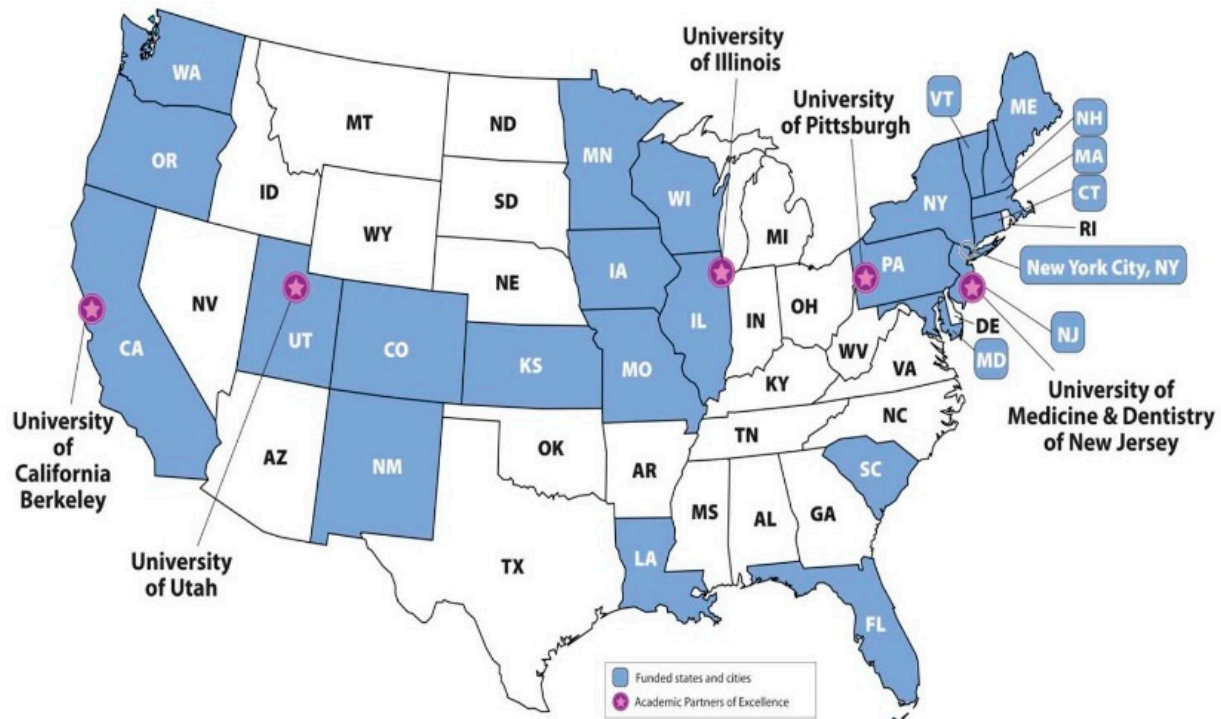 University
of Illinois
University
of Pittsburgh
WA
MT
ND
MN
VT
ME
NH
OR
ID
SD
WI
MA
NY
CT
WY
MI
RI
IA
PA
New York City, NY
NE
NV
UT
IL
IN
OH
DE
NJ
CA
CO
KS
MO
WV
MD
VA
KY
University
of
California
Berkeley
University of
Medicine & Dentistry
of New Jersey
AZ
NM
OK
TN
NC
AR
SC
MS
AL
GA
University
of Utah
TX
LA
FL
Funded states and cities
Academic Partners of Excellence